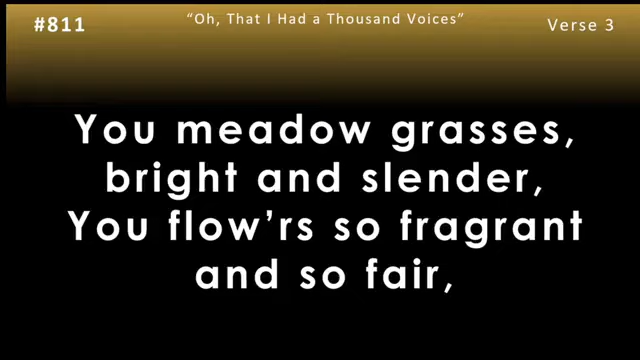 #811 "Oh, That I Had a Thousand Voices" Verse 3
You meadow grasses,
bright and slender,
You flow'rs so fragrant
and so fair,